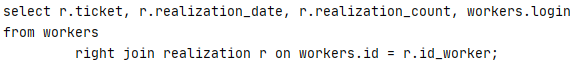 select r.ticket, r.realization_date, r.realization_count, workers.login
from workers
right join realization r on workers.id = r.id_worker;